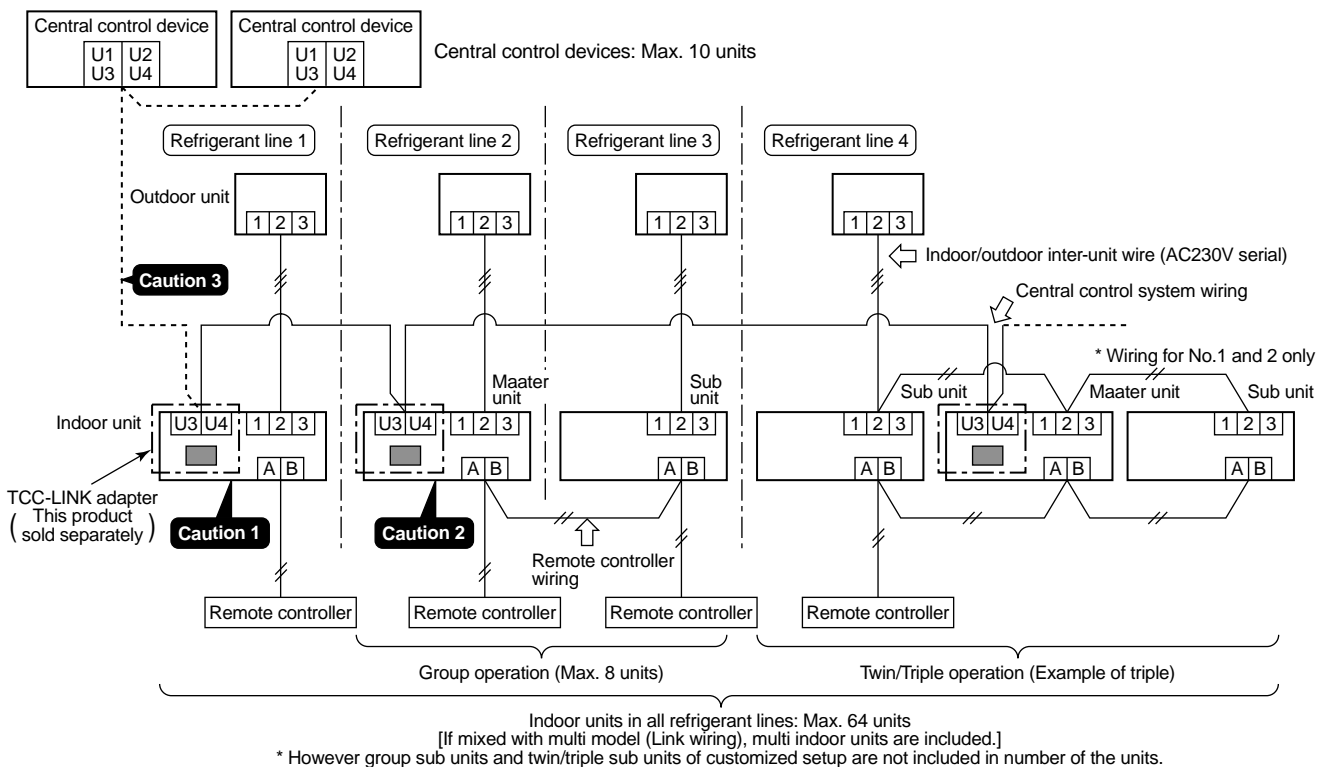 Central control device
U1 U2
U3 U4
Central control device
U1 U2
U3 U4
Central control devices: Max. 10 units
Refrigerant line 1
Refrigerant line 2
Refrigerant line 3
Refrigerant line 4
Outdoor unit
1 2 3
1 2 3
1 2 3
1 2 3
Indoor/outdoor inter-unit wire (AC230V serial)
Caution 3
Central control system wiring
* Wiring for No.1 and 2 only
Maater
unit
Sub
unit
Sub unit
Maater unit
Sub unit
Indoor unit
U3 U4
1 2 3
U3 U4
1 2 3
1 2 3
1 2 3
U3 U4
1 2 3
1 2 3
A B
A B
A B
A B
A B
A B
TCC-LINK adapter
( This product
sold separately )
Caution 1
Caution 2
Remote controller
wiring
Remote controller
Remote controller
Remote controller
Remote controller
Group operation (Max. 8 units)
Twin/Triple operation (Example of triple)
Indoor units in all refrigerant lines: Max. 64 units
[If mixed with multi model (Link wiring), multi indoor units are included.]
* However group sub units and twin/triple sub units of customized setup are not included in number of the units.